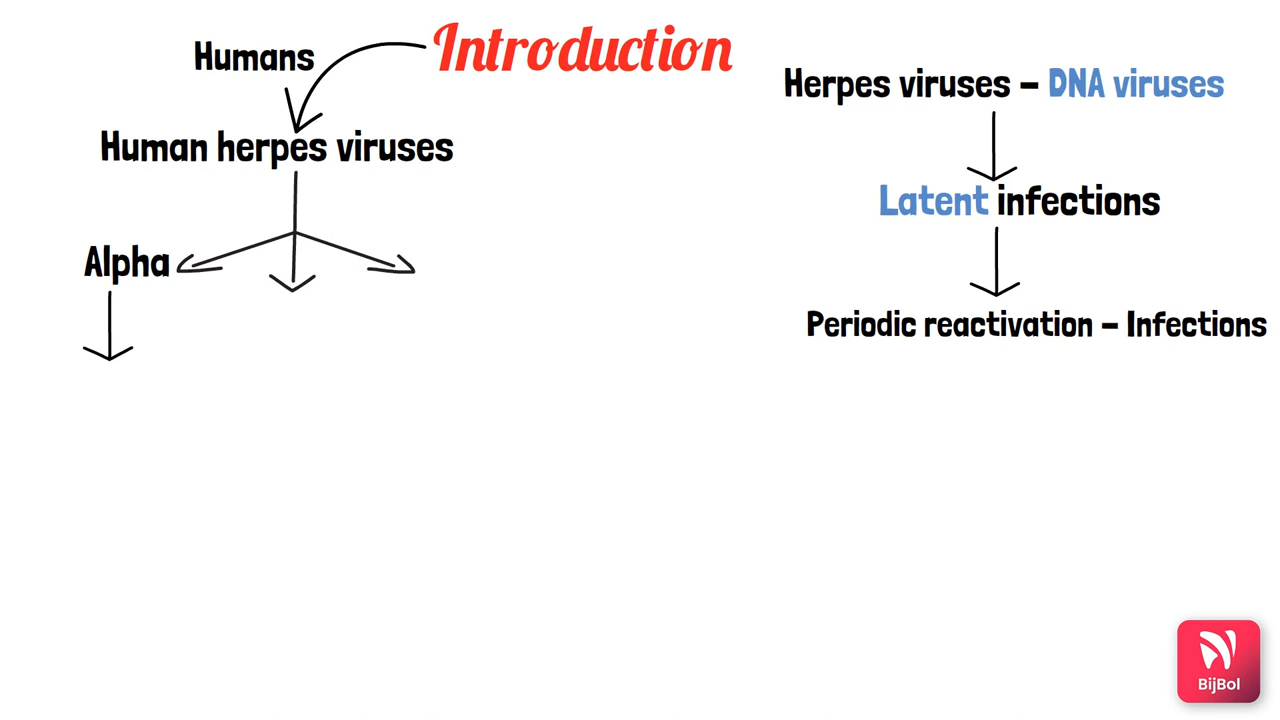 Introduction
Humans
Human herpes viruses
Alpha
Herpes viruses – DNA viruses
Latent infections
Periodic reactivation – Infections
BijBol